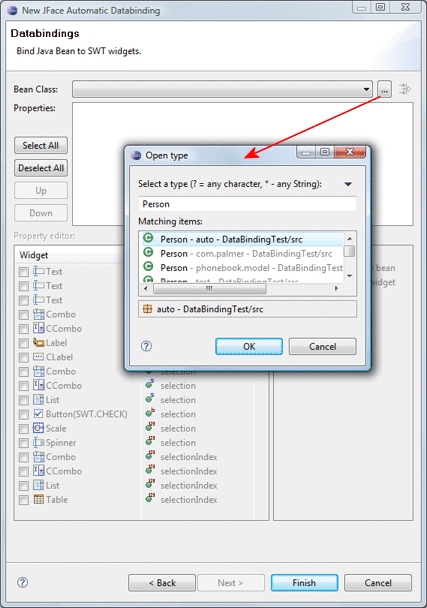 New JFace Automatic Databinding
Databindings
Bind Java Bean to SWT widgets.
Bean Class:
...
Properties:
Select All
Deselect All
Up
Down
Open type
Select a type (? = any character, * - any String):
Person
Matching items:
Person - auto - DataBindingTest/src
Person - com.palmer - DataBindingTest/src
Person - phonebook.model - DataBindingTest
Person - test - DataBindingTest/src
auto - DataBindingTest/src
?
OK
Cancel
Property editor:
Widget
bean
widget
Text
Text
Text
Combo
CCombo
Label
CLabel
Combo
selection
CCombo
selection
List
selection
Button(SWT.CHECK)
selection
Scale
selection
Spinner
selection
Combo
selectionIndex
CCombo
selectionIndex
List
selectionIndex
Table
selectionIndex
?
< Back
Next >
Finish
Cancel